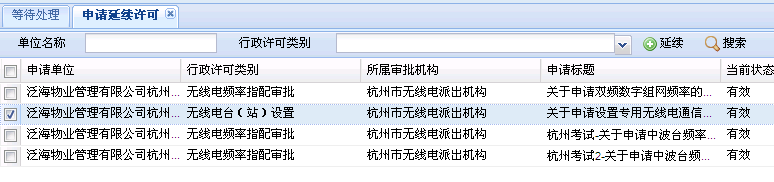 等待处理 申请延续许可
单位名称 行政许可类别 延续 搜索
申请单位 行政许可类别 所属审批机构 申请标题 当前状态
泛海物业管理有限公司杭州... 无线电频率指配审批 杭州市无线电派出机构 关于申请双频数字组网频率的... 有效
泛海物业管理有限公司杭州... 无线电台（站）设置 杭州市无线电派出机构 关于申请设置专用无线电通信... 有效
泛海物业管理有限公司杭州... 无线电频率指配审批 杭州市无线电派出机构 杭州考试-关于申请中波台频率... 有效
泛海物业管理有限公司杭州... 无线电频率指配审批 杭州市无线电派出机构 杭州考试2-关于申请中波台频... 有效